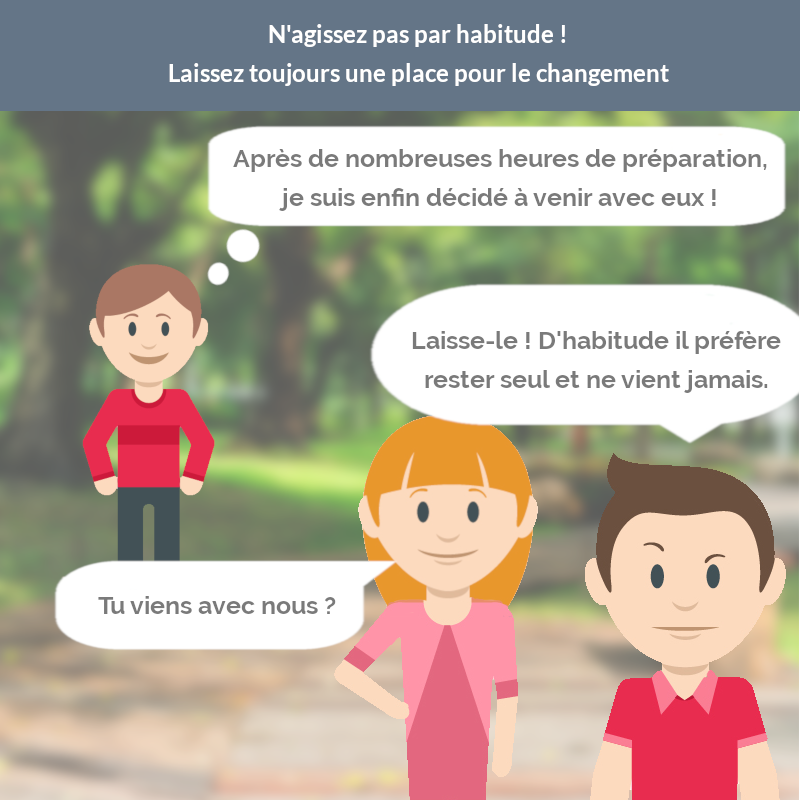 N'agissez pas par habitude !
Laissez toujours une place pour le changement
Après de nombreuses heures de préparation,
je suis enfin décidé à venir avec eux !
Laisse-le ! D'habitude il préfère
rester seul et ne vient jamais.
Tu viens avec nous ?